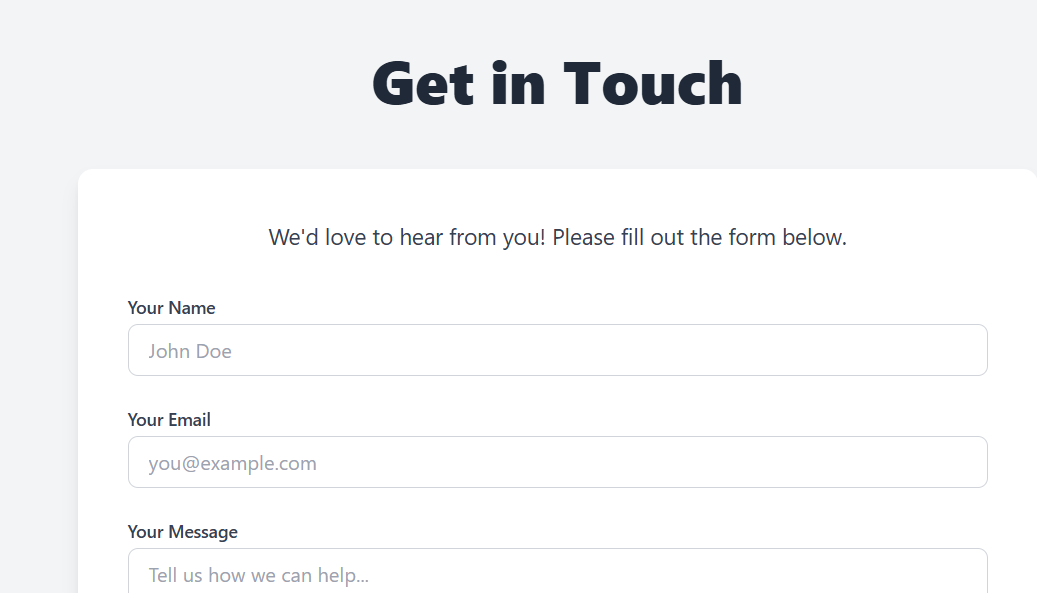 Get in Touch
We'd love to hear from you! Please fill out the form below.
Your Name
John Doe
Your Email
you@example.com
Your Message
Tell us how we can help...